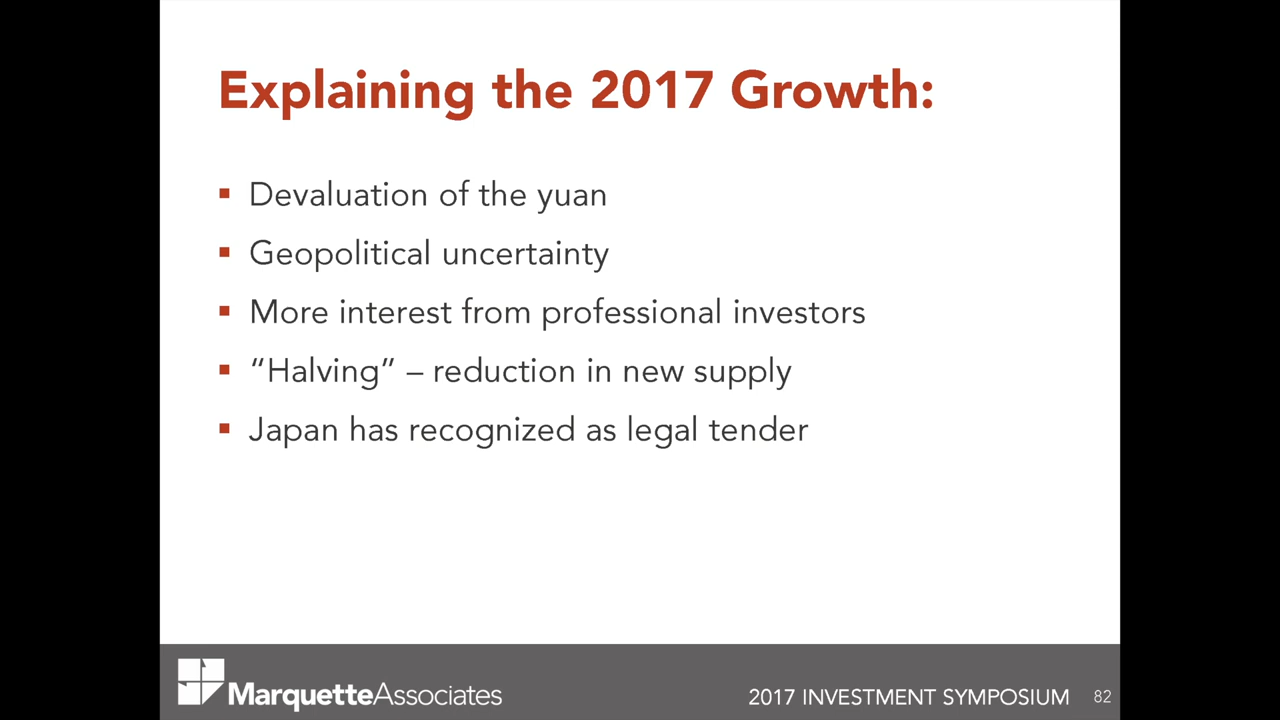 Explaining the 2017 Growth:
▪ Devaluation of the yuan
▪ Geopolitical uncertainty
▪ More interest from professional investors
▪ “Halving” – reduction in new supply
▪ Japan has recognized as legal tender
MarquetteAssociates
2017 INVESTMENT SYMPOSIUM 82